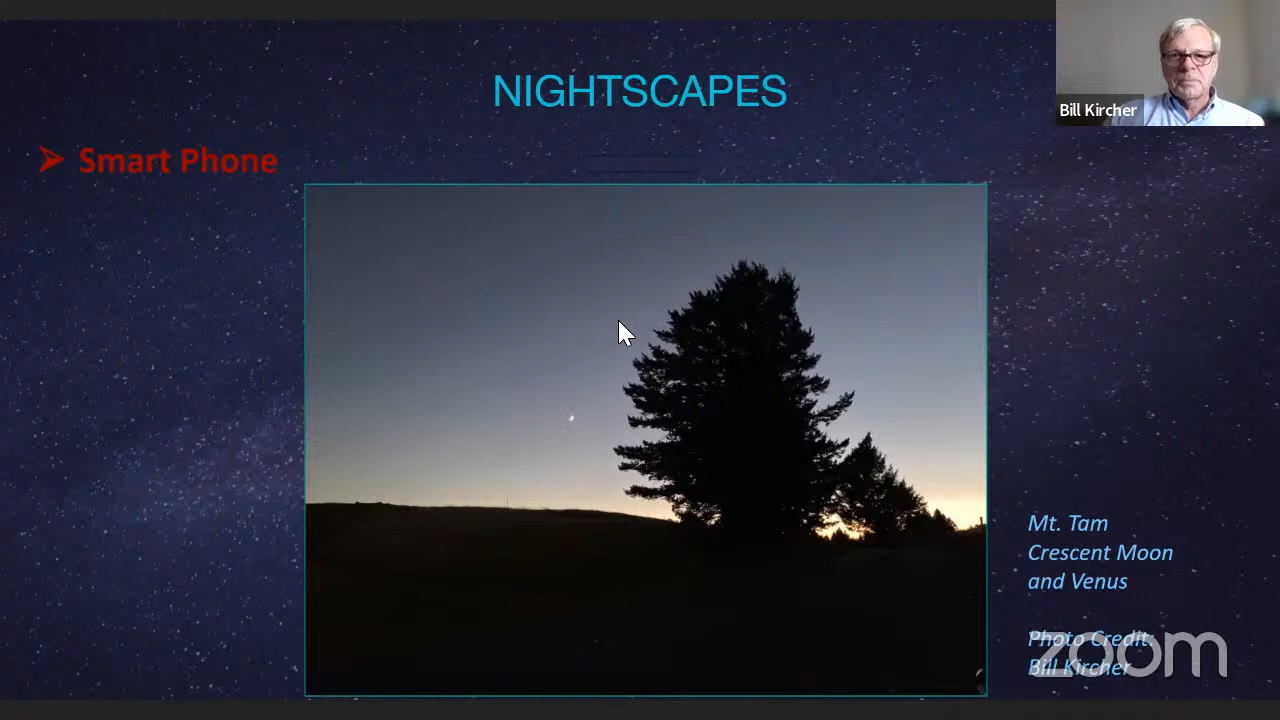 NIGHTSCAPES
Bill Kircher
➢ Smart Phone
Mt. Tam
Crescent Moon
and Venus
Photo Credit:
Bill Kircher
zoom